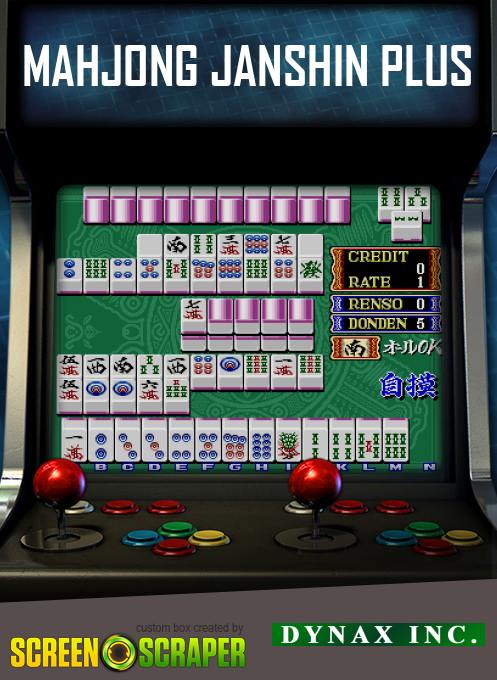 MAHJONG JANSHIN PLUS
CREDIT
0
RATE 1
RENSO 0
DONDEN 5
南 オールOK
自摸
B C D E F G H I K L M N
custom box created by
SCREEN SCRAPER
DYNAX INC.